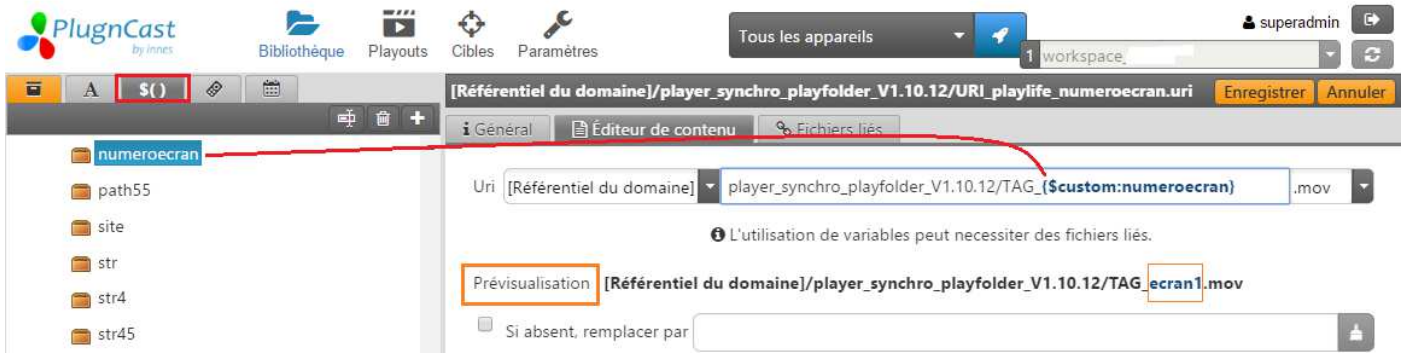 PlugnCast
by innes
Bibliothèque
Playouts
Cibles
Paramètres
Tous les appareils
superadmin
1 workspace_
A
$()
[Référentiel du domaine]/player_synchro_playfolder_V1.10.12/URI_playlife_numeroecran.uri
Enregistrer
Annuler
Général
Éditeur de contenu
Fichiers liés
numeroecran
path55
site
str
str4
str45
Uri [Référentiel du domaine] player_synchro_playfolder_V1.10.12/TAG_{$custom:numeroecran} .mov
L'utilisation de variables peut necessiter des fichiers liés.
Prévisualisation [Référentiel du domaine]/player_synchro_playfolder_V1.10.12/TAG_ecran1.mov
Si absent, remplacer par